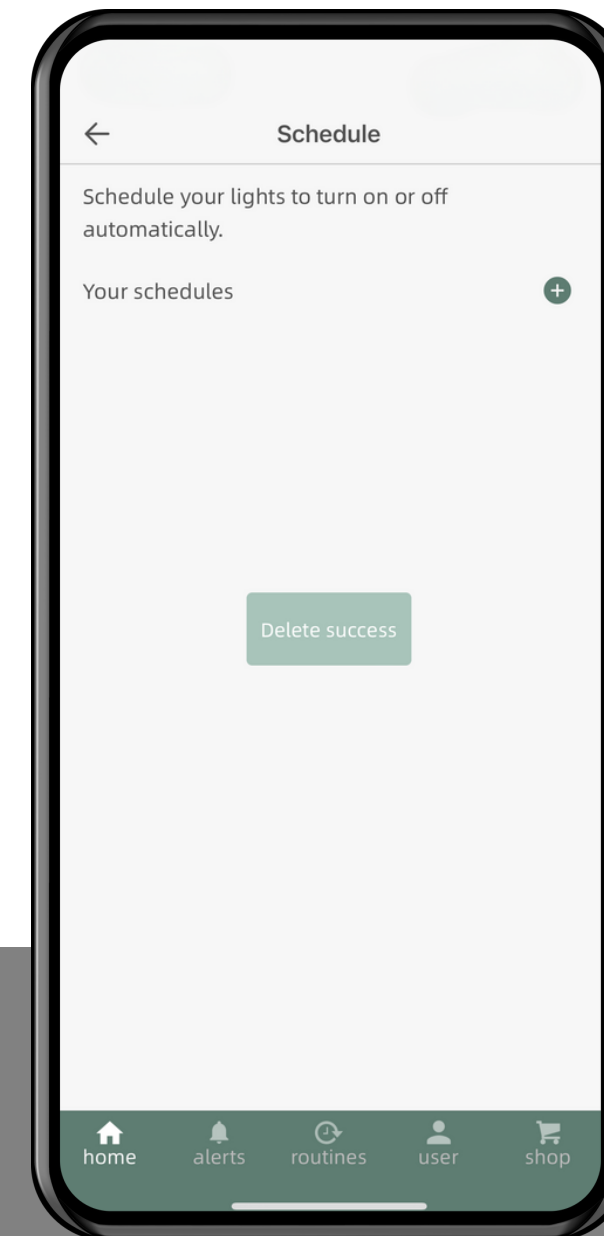 Schedule
Schedule your lights to turn on or off
automatically.
Your schedules
Delete success
home alerts routines user shop